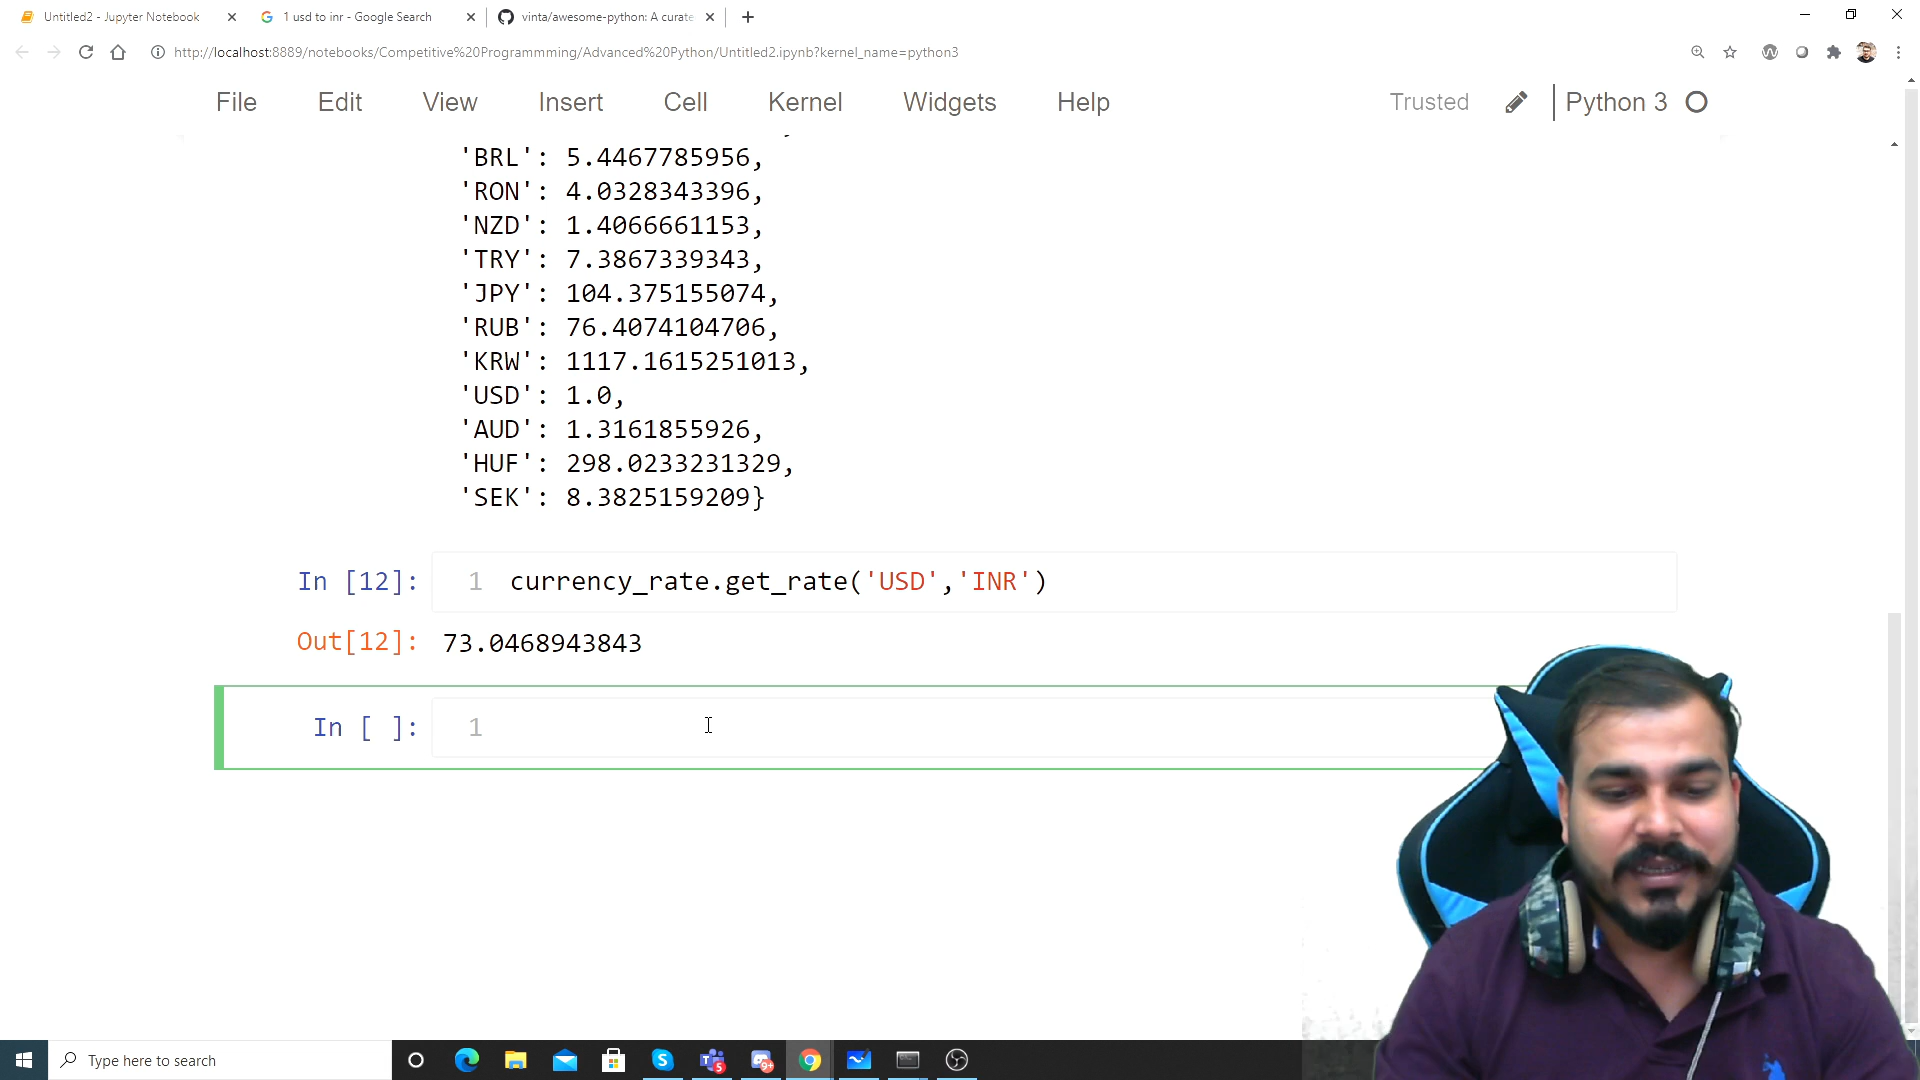 Untitled2 - Jupyter Notebook
1 usd to inr - Google Search
vinta/awesome-python: A curate
http://localhost:8889/notebooks/Competitive%20Programmming/Advanced%20Python/Untitled2.ipynb?kernel_name=python3
File Edit View Insert Cell Kernel Widgets Help Trusted Python 3
'BRL': 5.4467785956,
'RON': 4.0328343396,
'NZD': 1.4066661153,
'TRY': 7.3867339343,
'JPY': 104.375155074,
'RUB': 76.4074104706,
'KRW': 1117.1615251013,
'USD': 1.0,
'AUD': 1.3161855926,
'HUF': 298.0233231329,
'SEK': 8.3825159209}
In [12]: 1 currency_rate.get_rate('USD','INR')
Out[12]: 73.0468943843
In [ ]: 1
Type here to search